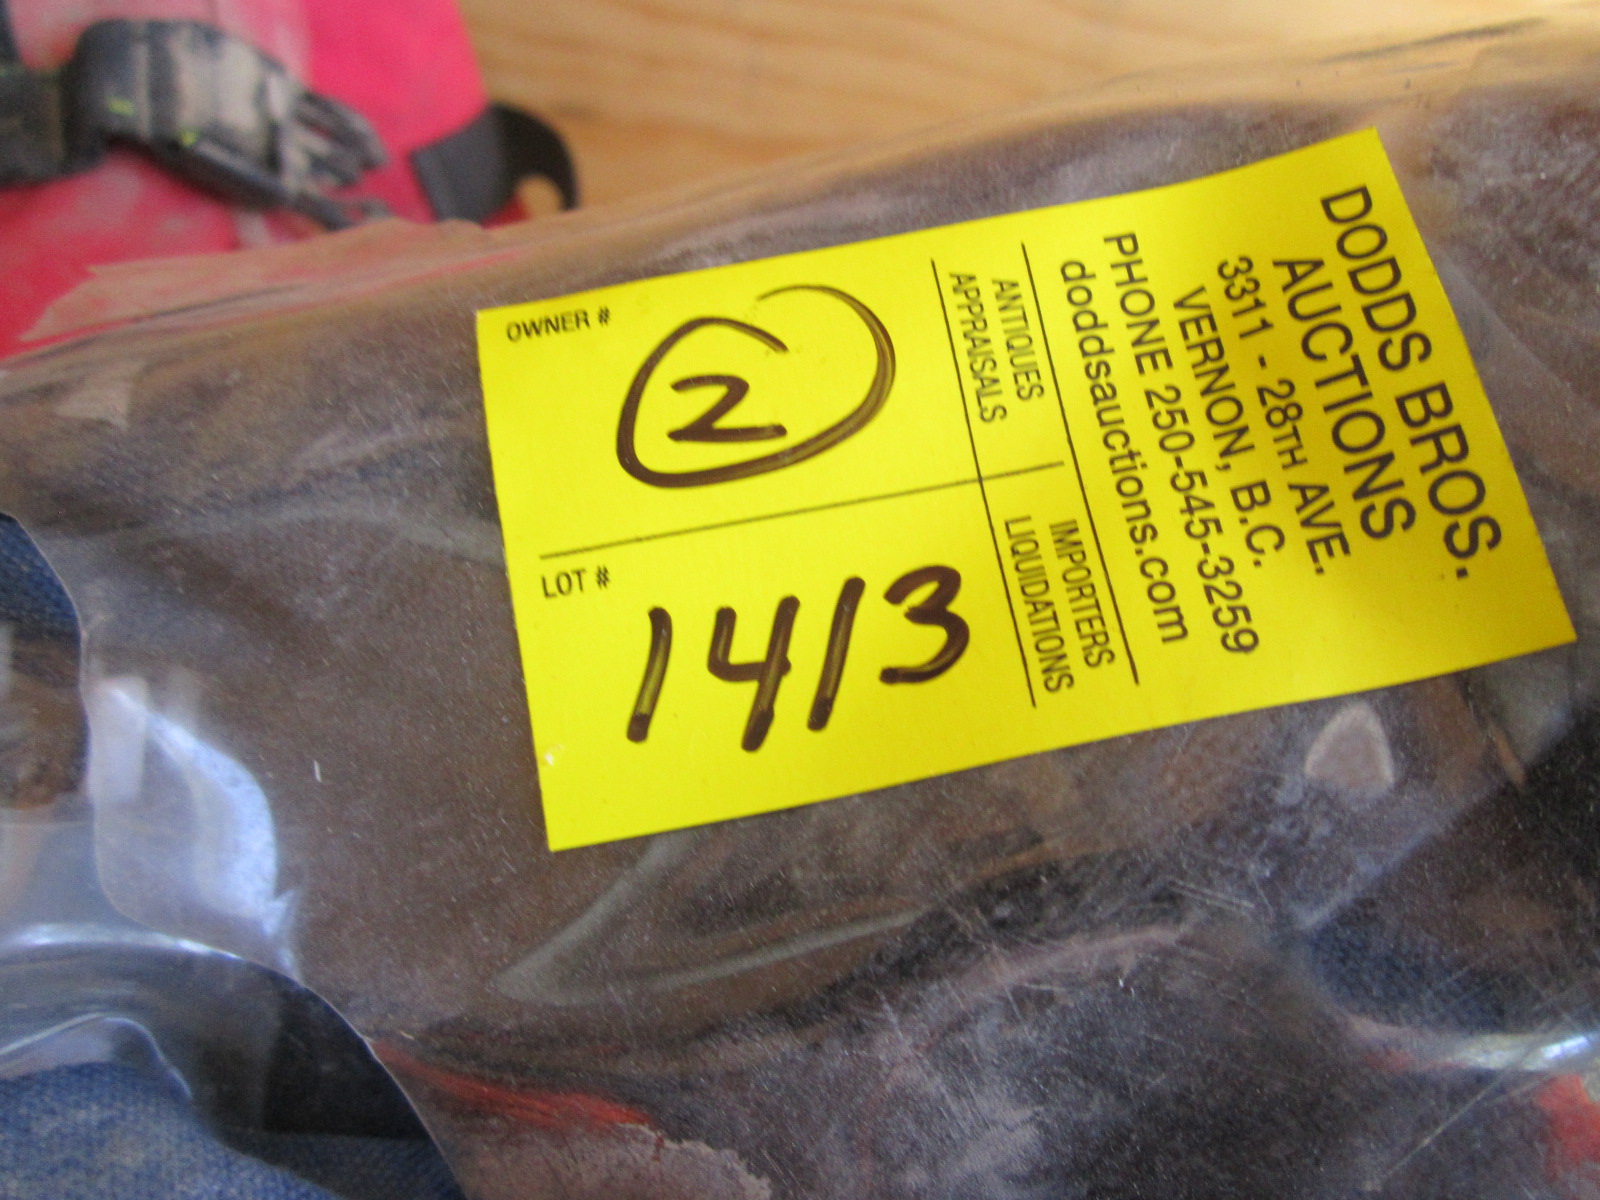 DODDS BROS.
AUCTIONS
3311 - 28TH AVE.
VERNON, B.C.
PHONE 250-545-3259
doddsauctions.com
ANTIQUES
APPRAISALS
IMPORTERS
LIQUIDATIONS
OWNER #
2
LOT #
1413